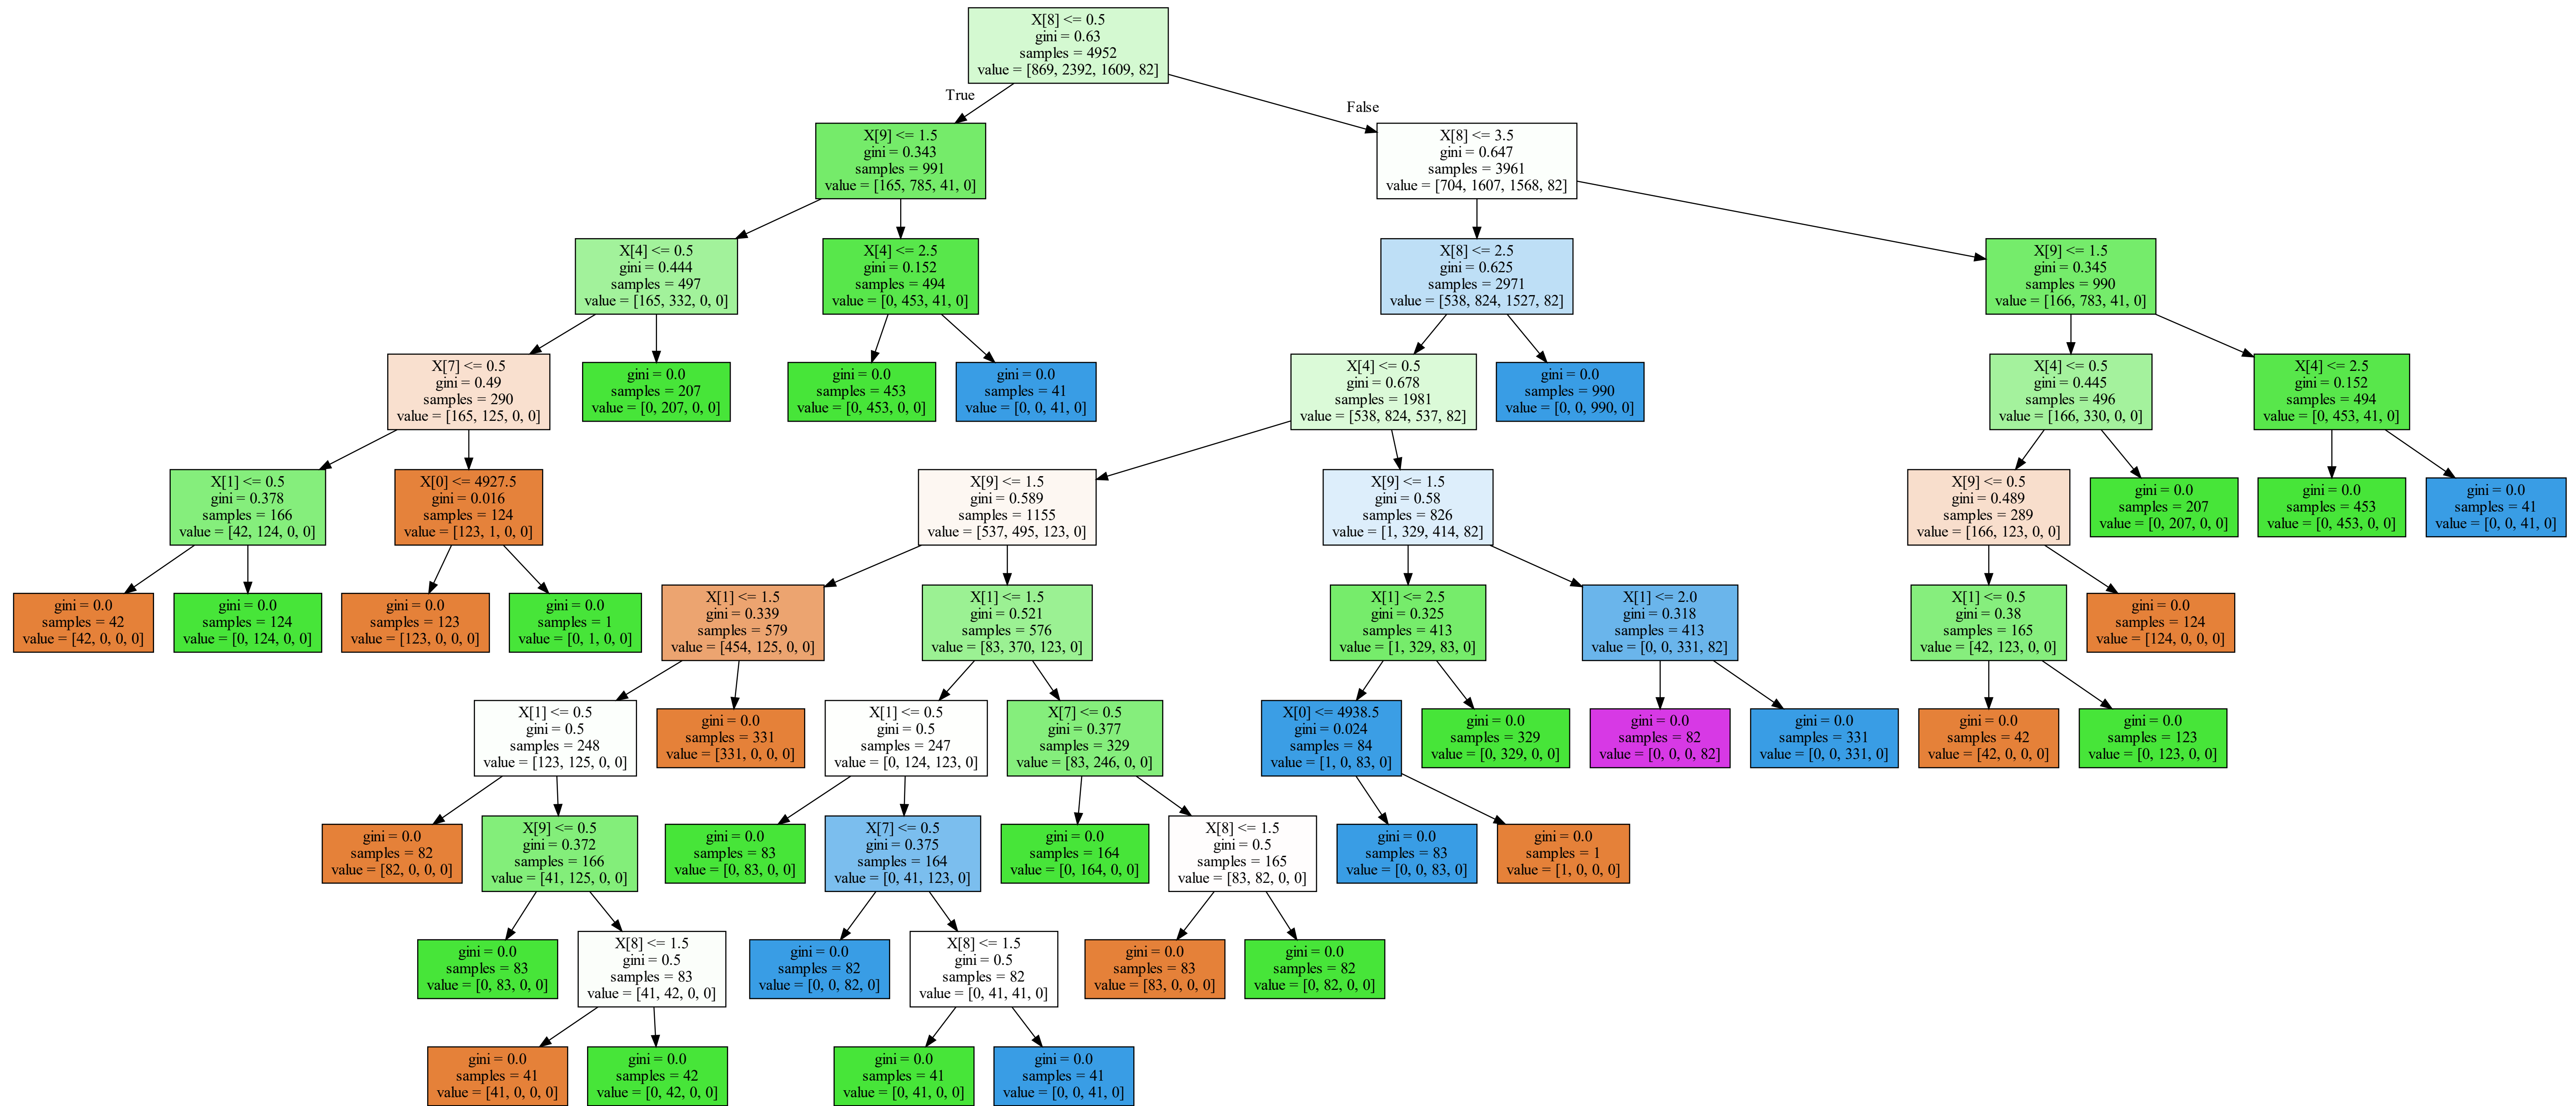 X[8] <= 0.5
gini = 0.63
samples = 4952
value = [869, 2392, 1609, 82]
True
False
X[9] <= 1.5
gini = 0.343
samples = 991
value = [165, 785, 41, 0]
X[8] <= 3.5
gini = 0.647
samples = 3961
value = [704, 1607, 1568, 82]
X[4] <= 0.5
gini = 0.444
samples = 497
value = [165, 332, 0, 0]
X[4] <= 2.5
gini = 0.152
samples = 494
value = [0, 453, 41, 0]
X[8] <= 2.5
gini = 0.625
samples = 2971
value = [538, 824, 1527, 82]
X[9] <= 1.5
gini = 0.345
samples = 990
value = [166, 783, 41, 0]
X[7] <= 0.5
gini = 0.49
samples = 290
value = [165, 125, 0, 0]
gini = 0.0
samples = 207
value = [0, 207, 0, 0]
gini = 0.0
samples = 453
value = [0, 453, 0, 0]
gini = 0.0
samples = 41
value = [0, 0, 41, 0]
X[4] <= 0.5
gini = 0.678
samples = 1981
value = [538, 824, 537, 82]
gini = 0.0
samples = 990
value = [0, 0, 990, 0]
X[4] <= 0.5
gini = 0.445
samples = 496
value = [166, 330, 0, 0]
X[4] <= 2.5
gini = 0.152
samples = 494
value = [0, 453, 41, 0]
X[1] <= 0.5
gini = 0.378
samples = 166
value = [42, 124, 0, 0]
X[0] <= 4927.5
gini = 0.016
samples = 124
value = [123, 1, 0, 0]
X[9] <= 1.5
gini = 0.589
samples = 1155
value = [537, 495, 123, 0]
X[9] <= 1.5
gini = 0.58
samples = 826
value = [1, 329, 414, 82]
X[9] <= 0.5
gini = 0.489
samples = 289
value = [166, 123, 0, 0]
gini = 0.0
samples = 207
value = [0, 207, 0, 0]
gini = 0.0
samples = 453
value = [0, 453, 0, 0]
gini = 0.0
samples = 41
value = [0, 0, 41, 0]
gini = 0.0
samples = 42
value = [42, 0, 0, 0]
gini = 0.0
samples = 124
value = [0, 124, 0, 0]
gini = 0.0
samples = 123
value = [123, 0, 0, 0]
gini = 0.0
samples = 1
value = [0, 1, 0, 0]
X[1] <= 1.5
gini = 0.339
samples = 579
value = [454, 125, 0, 0]
X[1] <= 1.5
gini = 0.521
samples = 576
value = [83, 370, 123, 0]
X[1] <= 2.5
gini = 0.325
samples = 413
value = [1, 329, 83, 0]
X[1] <= 2.0
gini = 0.318
samples = 413
value = [0, 0, 331, 82]
X[1] <= 0.5
gini = 0.38
samples = 165
value = [42, 123, 0, 0]
gini = 0.0
samples = 124
value = [124, 0, 0, 0]
X[1] <= 0.5
gini = 0.5
samples = 248
value = [123, 125, 0, 0]
gini = 0.0
samples = 331
value = [331, 0, 0, 0]
X[1] <= 0.5
gini = 0.5
samples = 247
value = [0, 124, 123, 0]
X[7] <= 0.5
gini = 0.377
samples = 329
value = [83, 246, 0, 0]
X[0] <= 4938.5
gini = 0.024
samples = 84
value = [1, 0, 83, 0]
gini = 0.0
samples = 329
value = [0, 329, 0, 0]
gini = 0.0
samples = 82
value = [0, 0, 0, 82]
gini = 0.0
samples = 331
value = [0, 0, 331, 0]
gini = 0.0
samples = 42
value = [42, 0, 0, 0]
gini = 0.0
samples = 123
value = [0, 123, 0, 0]
gini = 0.0
samples = 82
value = [82, 0, 0, 0]
X[9] <= 0.5
gini = 0.372
samples = 166
value = [41, 125, 0, 0]
gini = 0.0
samples = 83
value = [0, 83, 0, 0]
X[7] <= 0.5
gini = 0.375
samples = 164
value = [0, 41, 123, 0]
gini = 0.0
samples = 164
value = [0, 164, 0, 0]
X[8] <= 1.5
gini = 0.5
samples = 165
value = [83, 82, 0, 0]
gini = 0.0
samples = 83
value = [0, 0, 83, 0]
gini = 0.0
samples = 1
value = [1, 0, 0, 0]
gini = 0.0
samples = 83
value = [0, 83, 0, 0]
X[8] <= 1.5
gini = 0.5
samples = 83
value = [41, 42, 0, 0]
gini = 0.0
samples = 82
value = [0, 0, 82, 0]
X[8] <= 1.5
gini = 0.5
samples = 82
value = [0, 41, 41, 0]
gini = 0.0
samples = 83
value = [83, 0, 0, 0]
gini = 0.0
samples = 82
value = [0, 82, 0, 0]
gini = 0.0
samples = 41
value = [41, 0, 0, 0]
gini = 0.0
samples = 42
value = [0, 42, 0, 0]
gini = 0.0
samples = 41
value = [0, 41, 0, 0]
gini = 0.0
samples = 41
value = [0, 0, 41, 0]